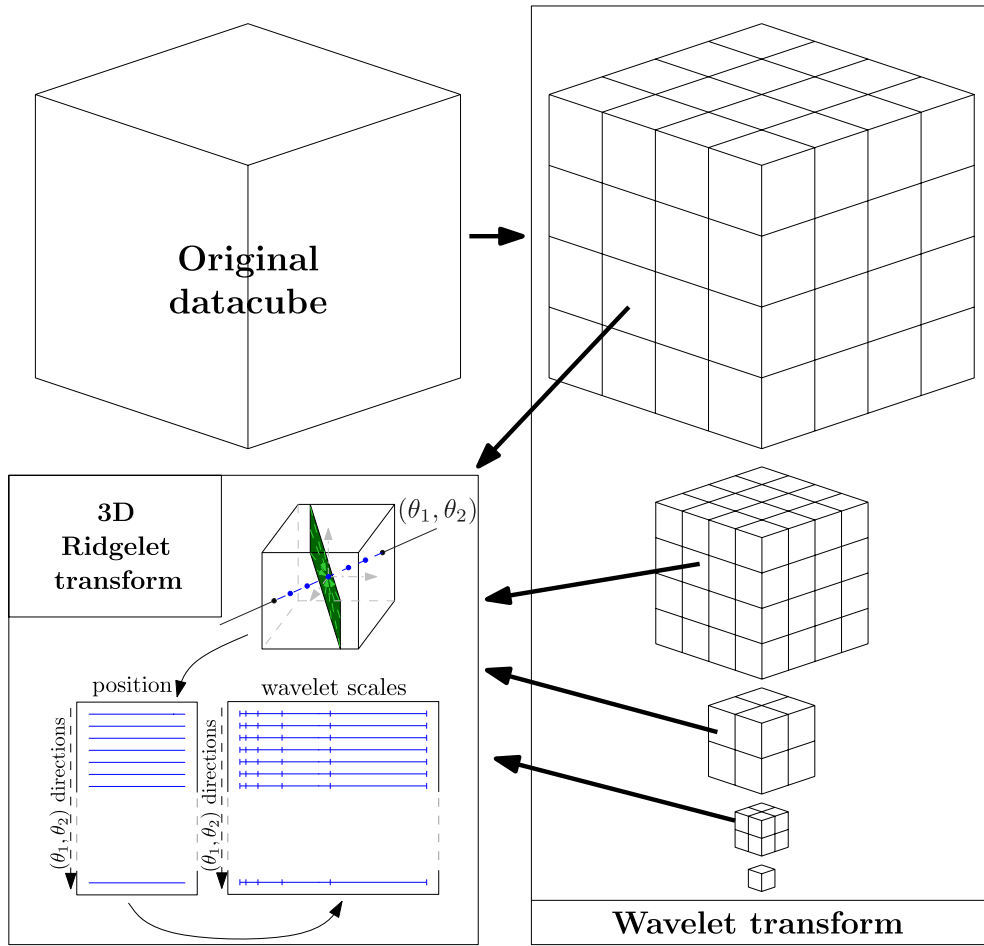 Original
datacube
3D
Ridgelet
transform
(θ₁, θ₂)
position
wavelet scales
(θ₁, θ₂) directions
(θ₁, θ₂) directions
Wavelet transform